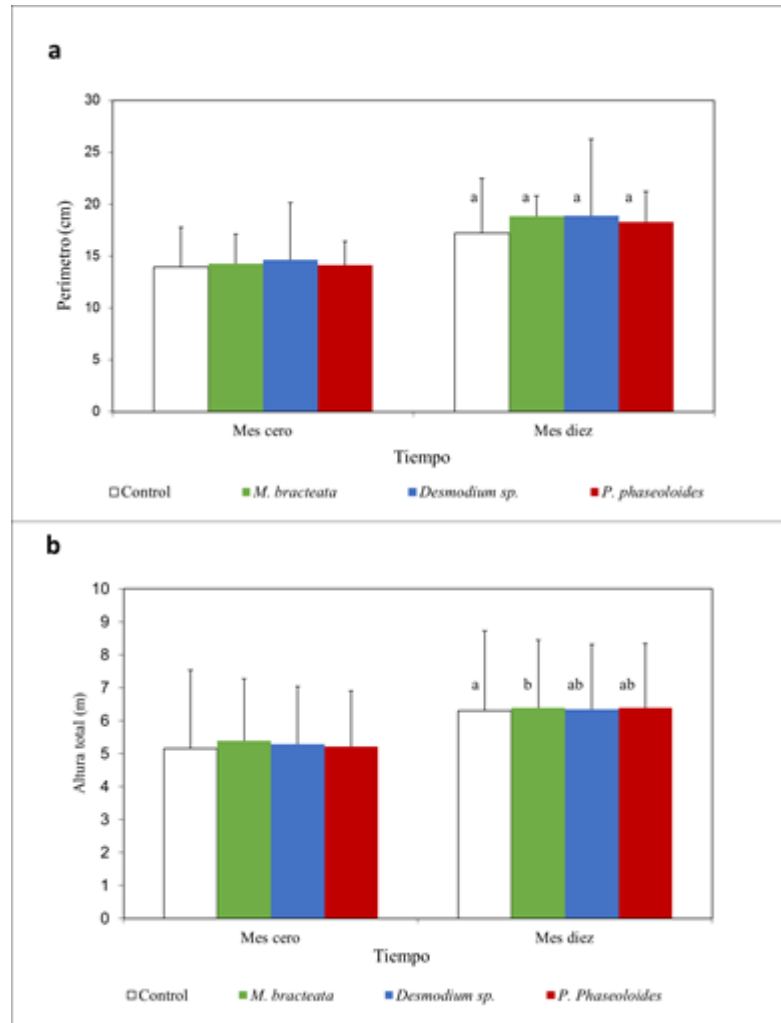 a
30
25
20
15
10
5
0
Perímetro (cm)
a a a a
Mes cero Mes diez
Tiempo
Control M. bracteata Desmodium sp. P. phaseoloides
b
10
9
8
7
6
5
4
3
2
1
0
Altura total (m)
a b ab ab
Mes cero Mes diez
Tiempo
Control M. bracteata Desmodium sp. P. Phaseoloides